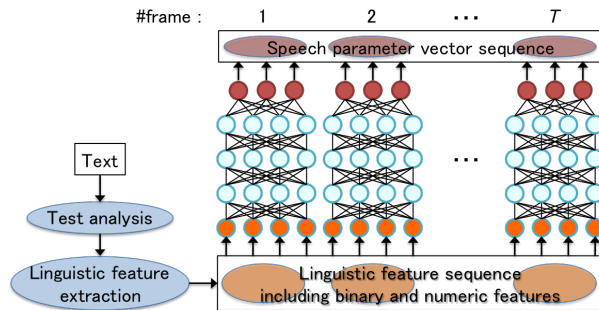 #frame :
1
2
...
T
Speech parameter vector sequence
Text
...
Test analysis
Linguistic feature
extraction
Linguistic feature sequence
including binary and numeric features